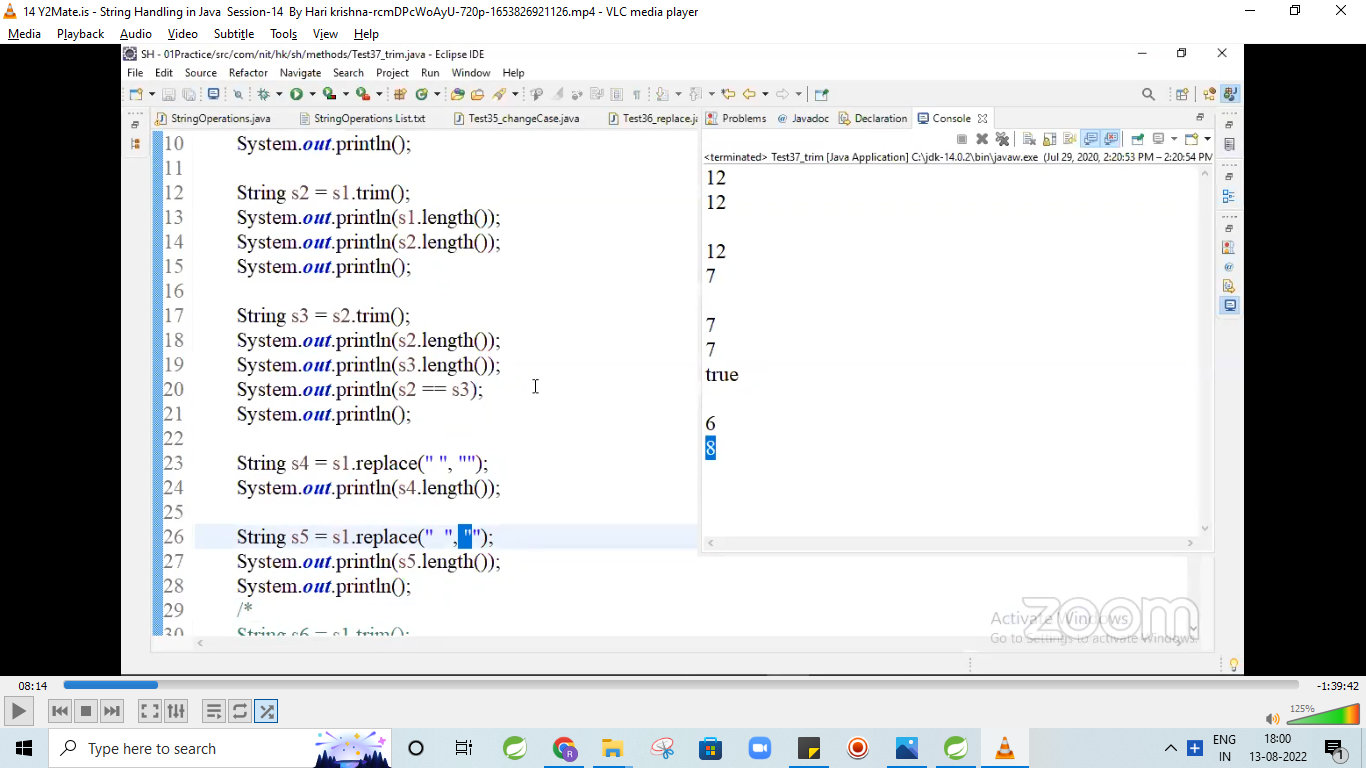 14 Y2Mate.is - String Handling in Java  Session-14  By Hari krishna-rcmDPcWoAyU-720p-1653826921126.mp4 - VLC media player
Media Playback Audio Video Subtitle Tools View Help
SH - 01Practice/src/com/nit/hk/sh/methods/Test37_trim.java - Eclipse IDE
File Edit Source Refactor Navigate Search Project Run Window Help
StringOperations.java StringOperations List.txt Test35_changeCase.java Test36_replace.ja Problems Javadoc Declaration Console
<terminated> Test37_trim [Java Application] C:\jdk-14.0.2\bin\javaw.exe (Jul 29, 2020, 2:20:53 PM – 2:20:54 PM
10 System.out.println();
11
12 String s2 = s1.trim();
13 System.out.println(s1.length());
14 System.out.println(s2.length());
15 System.out.println();
16
17 String s3 = s2.trim();
18 System.out.println(s2.length());
19 System.out.println(s3.length());
20 System.out.println(s2 == s3);
21 System.out.println();
22
23 String s4 = s1.replace(" ", "");
24 System.out.println(s4.length());
25
26 String s5 = s1.replace("  ", "");
27 System.out.println(s5.length());
28 System.out.println();
29 /*
30 String s6 = s1.trim();
12
12
12
7
7
7
true
6
8
zoom
Activate Windows
Go to Settings to activate Windows.
08:14
-1:39:42
125%
Type here to search
ENG
IN
18:00
13-08-2022
1